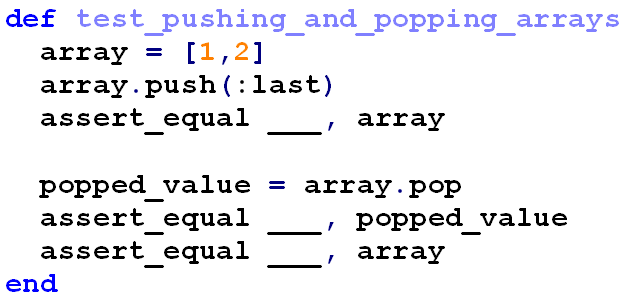 def test_pushing_and_popping_arrays
  array = [1,2]
  array.push(:last)
  assert_equal ___, array

  popped_value = array.pop
  assert_equal ___, popped_value
  assert_equal ___, array
end